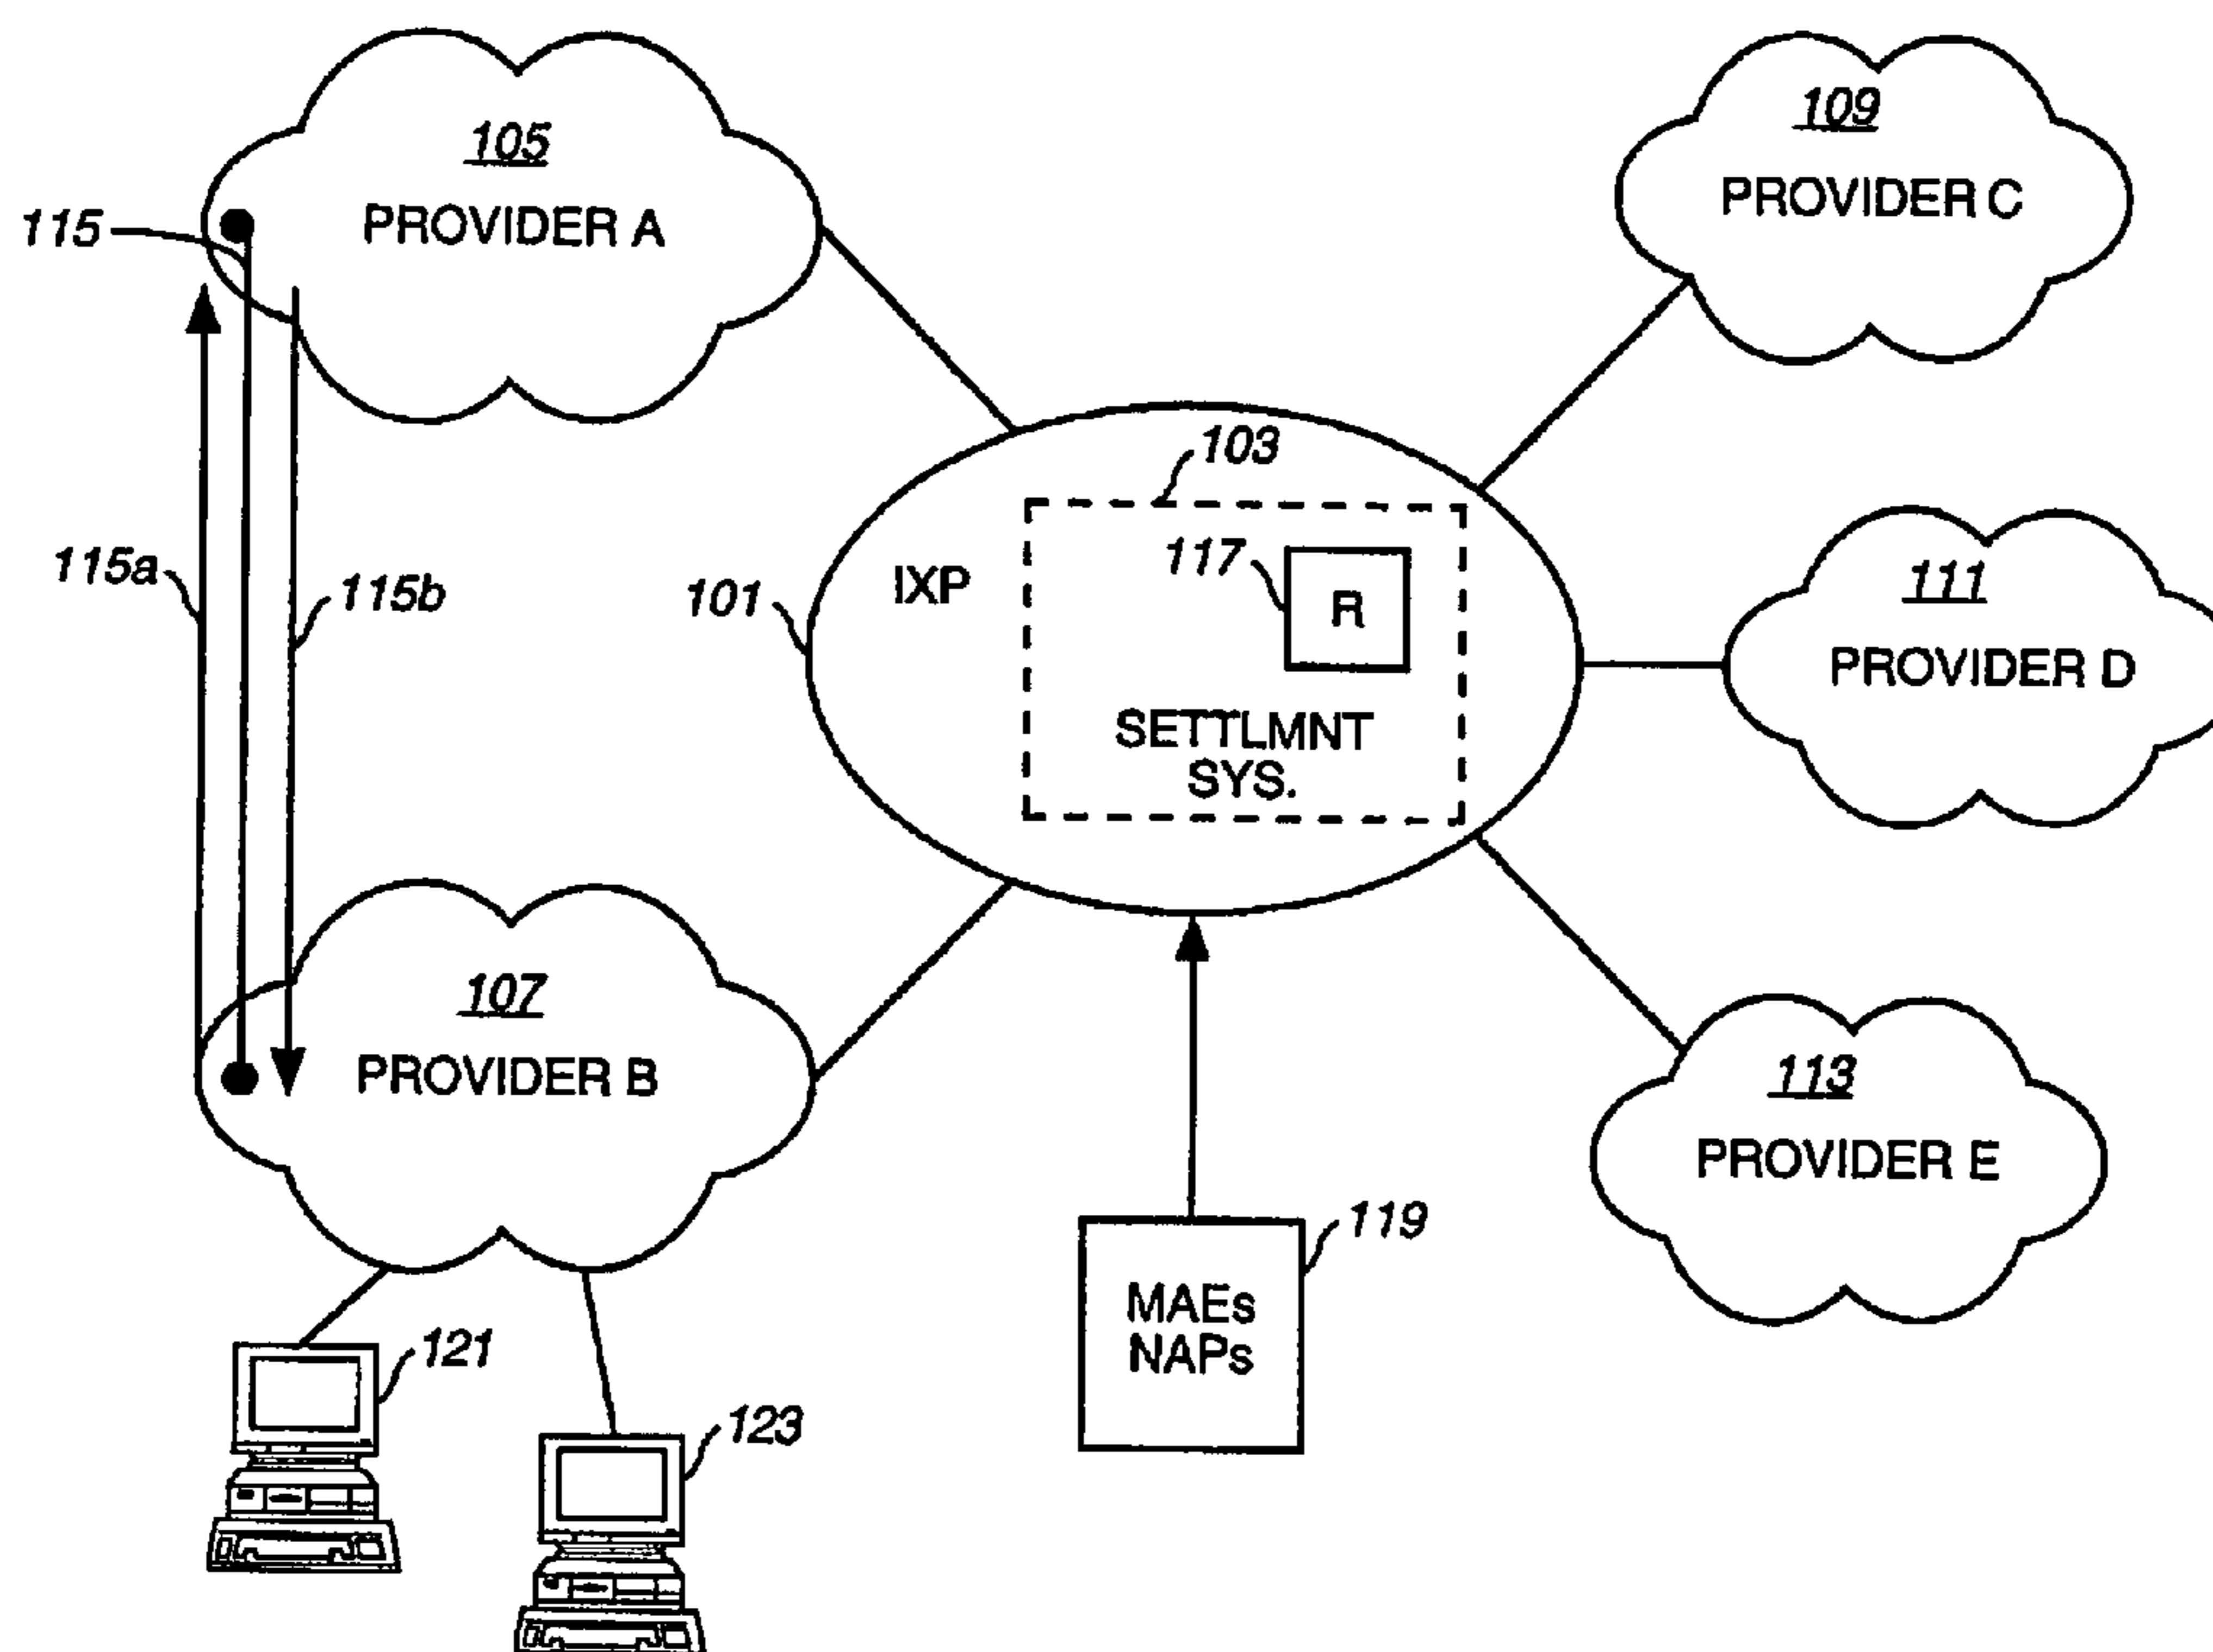 105
PROVIDER A
115
109
PROVIDER C
103
115a
115b
101
IXP
117
R
SETTLMNT
SYS.
111
PROVIDER D
107
PROVIDER B
113
PROVIDER E
119
MAEs
NAPs
121
123